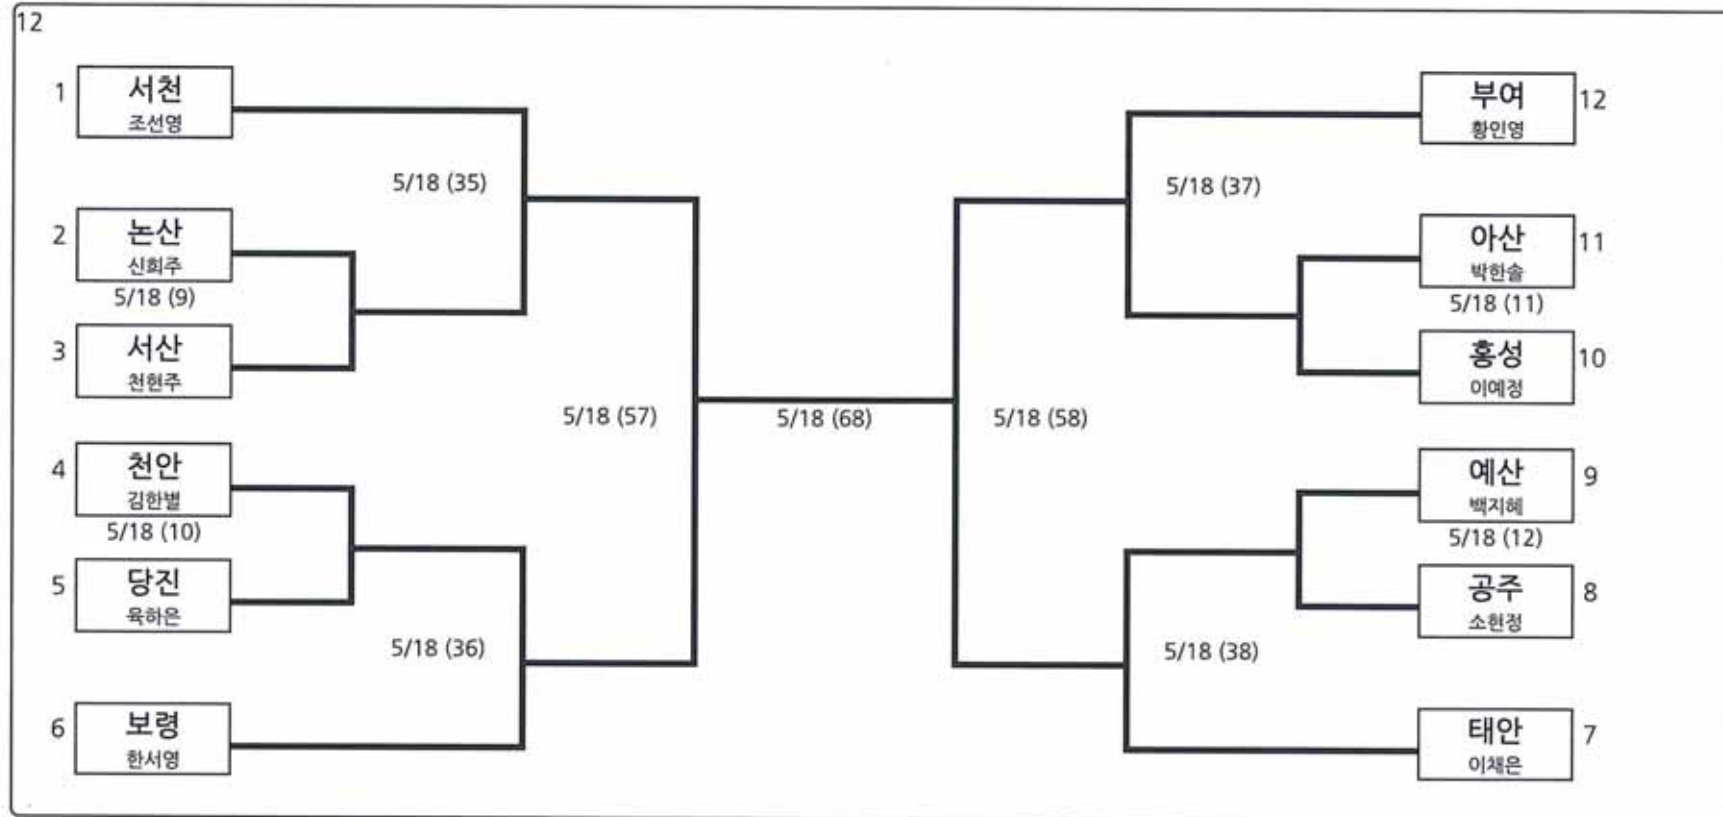 12
1
서천
조선영
2
논산
신희주
5/18 (9)
3
서산
천현주
4
천안
김한별
5/18 (10)
5
당진
육하은
6
보령
한서영
5/18 (35)
5/18 (36)
5/18 (57)
5/18 (68)
5/18 (58)
5/18 (37)
5/18 (38)
부여
황인영
12
아산
박한솔
11
5/18 (11)
홍성
이예정
10
예산
백지혜
9
5/18 (12)
공주
소현정
8
태안
이채은
7